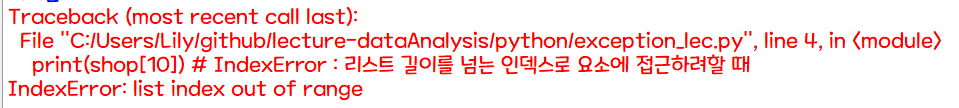 Traceback (most recent call last):
File "C:/Users/Lily/github/lecture-dataAnalysis/python/exception_lec.py", line 4, in <module>
print(shop[10]) # IndexError : 리스트 길이를 넘는 인덱스로 요소에 접근하려할 때
IndexError: list index out of range